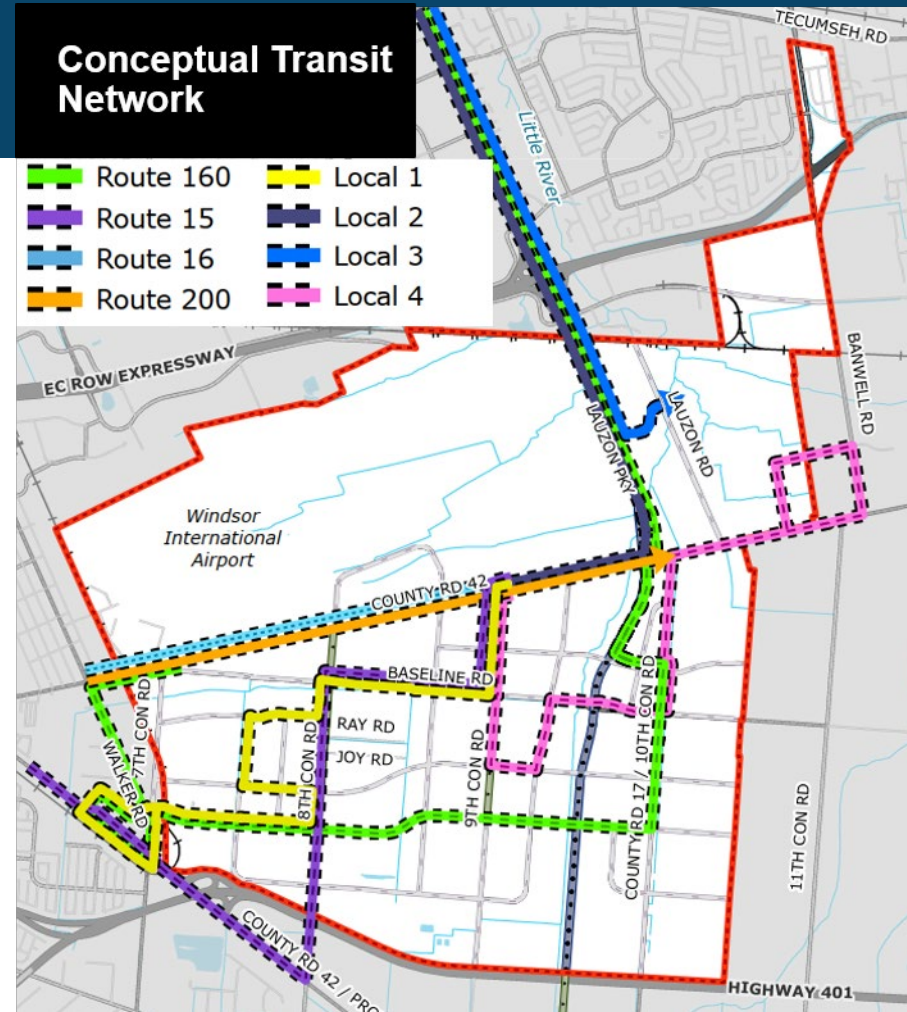 Conceptual Transit
Network
Route 160
Route 15
Route 16
Route 200
Local 1
Local 2
Local 3
Local 4
TECUMSEH RD
Little River
EC ROW EXPRESSWAY
BANWELL RD
LAUZON RD
LAUZON PKY
Windsor
International
Airport
COUNTY RD 42
BASELINE RD
7TH CON RD
WALKER RD
RAY RD
JOY RD
8TH CON RD
9TH CON RD
COUNTY RD 17 / 10TH CON RD
11TH CON RD
COUNTY RD 42 / PRO
HIGHWAY 401